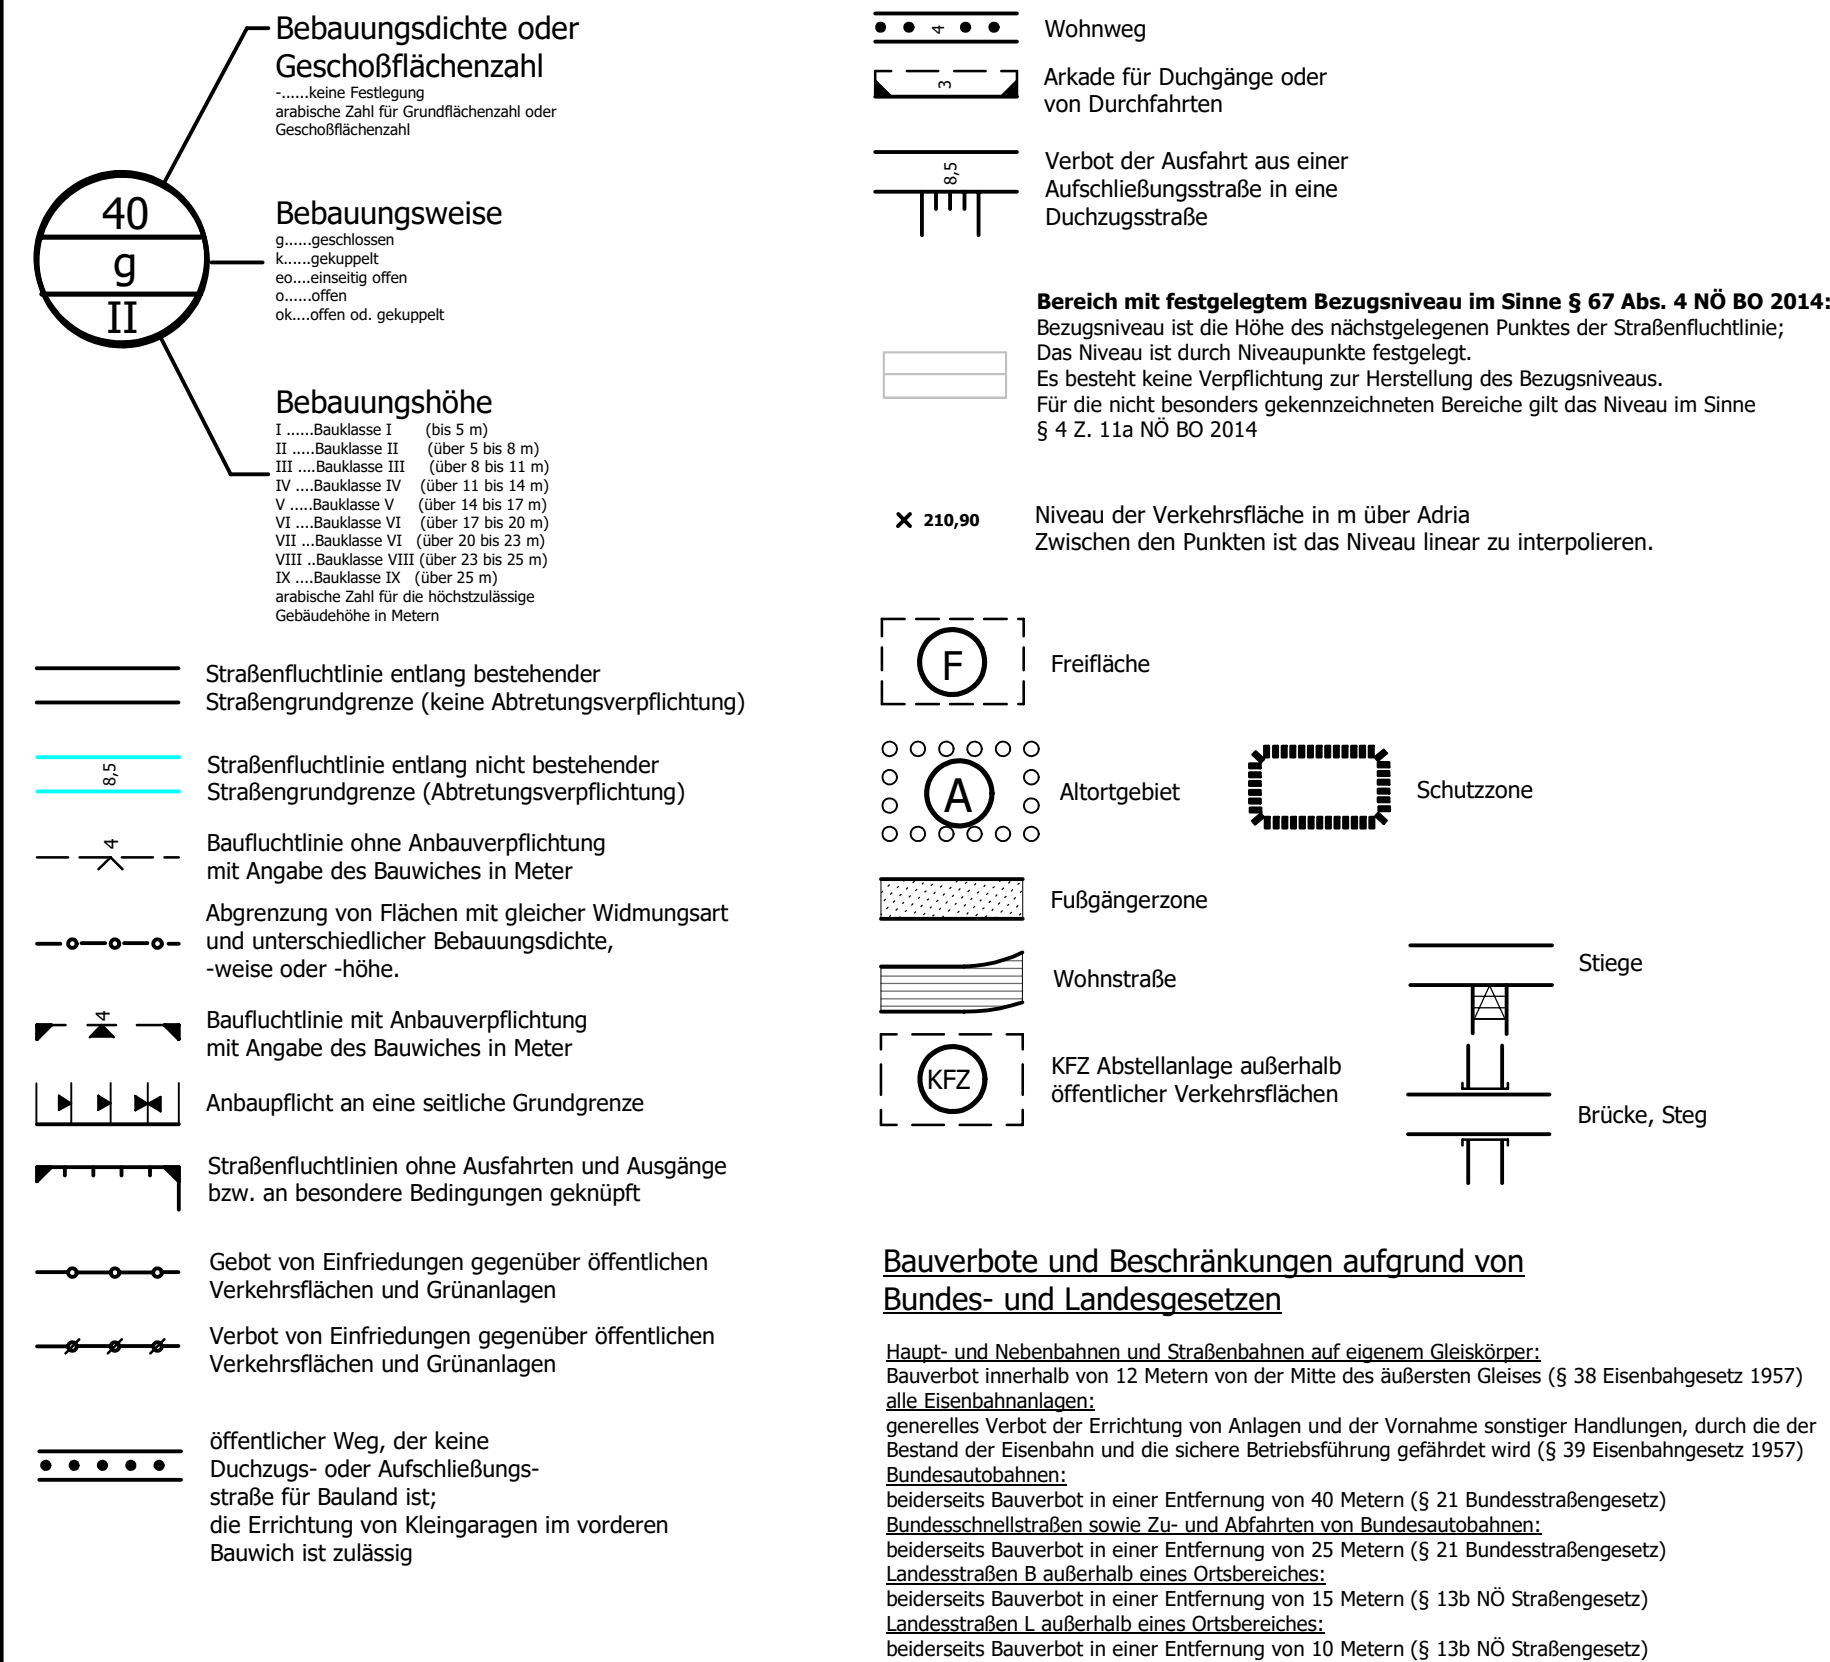 Bebauungsdichte oder
Geschoßflächenzahl
-......keine Festlegung
arabische Zahl für Grundflächenzahl oder
Geschoßflächenzahl
40
g
II
Bebauungsweise
g......geschlossen
k......gekuppelt
eo....einseitig offen
o......offen
ok....offen od. gekuppelt
Bebauungshöhe
I ......Bauklasse I (bis 5 m)
II .....Bauklasse II (über 5 bis 8 m)
III ....Bauklasse III (über 8 bis 11 m)
IV ....Bauklasse IV (über 11 bis 14 m)
V .....Bauklasse V (über 14 bis 17 m)
VI ....Bauklasse VI (über 17 bis 20 m)
VII ...Bauklasse VI (über 20 bis 23 m)
VIII ..Bauklasse VIII (über 23 bis 25 m)
IX ....Bauklasse IX (über 25 m)
arabische Zahl für die höchstzulässige
Gebäudehöhe in Metern
Straßenfluchtlinie entlang bestehender
Straßengrundgrenze (keine Abtretungsverpflichtung)
8,5
Straßenfluchtlinie entlang nicht bestehender
Straßengrundgrenze (Abtretungsverpflichtung)
4
Baufluchtlinie ohne Anbauverpflichtung
mit Angabe des Bauwiches in Meter
Abgrenzung von Flächen mit gleicher Widmungsart
und unterschiedlicher Bebauungsdichte,
-weise oder -höhe.
4
Baufluchtlinie mit Anbauverpflichtung
mit Angabe des Bauwiches in Meter
Anbaupflicht an eine seitliche Grundgrenze
Straßenfluchtlinien ohne Ausfahrten und Ausgänge
bzw. an besondere Bedingungen geknüpft
Gebot von Einfriedungen gegenüber öffentlichen
Verkehrsflächen und Grünanlagen
Verbot von Einfriedungen gegenüber öffentlichen
Verkehrsflächen und Grünanlagen
öffentlicher Weg, der keine
Duchzugs- oder Aufschließungs-
straße für Bauland ist;
die Errichtung von Kleingaragen im vorderen
Bauwich ist zulässig
4
Wohnweg
3
Arkade für Duchgänge oder
von Durchfahrten
8,5
Verbot der Ausfahrt aus einer
Aufschließungsstraße in eine
Duchzugsstraße
Bereich mit festgelegtem Bezugsniveau im Sinne § 67 Abs. 4 NÖ BO 2014:
Bezugsniveau ist die Höhe des nächstgelegenen Punktes der Straßenfluchtlinie;
Das Niveau ist durch Niveaupunkte festgelegt.
Es besteht keine Verpflichtung zur Herstellung des Bezugsniveaus.
Für die nicht besonders gekennzeichneten Bereiche gilt das Niveau im Sinne
§ 4 Z. 11a NÖ BO 2014
210,90
Niveau der Verkehrsfläche in m über Adria
Zwischen den Punkten ist das Niveau linear zu interpolieren.
F
Freifläche
A
Altortgebiet
Schutzzone
Fußgängerzone
Wohnstraße
Stiege
KFZ
KFZ Abstellanlage außerhalb
öffentlicher Verkehrsflächen
Brücke, Steg
Bauverbote und Beschränkungen aufgrund von
Bundes- und Landesgesetzen
Haupt- und Nebenbahnen und Straßenbahnen auf eigenem Gleiskörper:
Bauverbot innerhalb von 12 Metern von der Mitte des äußersten Gleises (§ 38 Eisenbahgesetz 1957)
alle Eisenbahnanlagen:
generelles Verbot der Errichtung von Anlagen und der Vornahme sonstiger Handlungen, durch die der
Bestand der Eisenbahn und die sichere Betriebsführung gefährdet wird (§ 39 Eisenbahngesetz 1957)
Bundesautobahnen:
beiderseits Bauverbot in einer Entfernung von 40 Metern (§ 21 Bundesstraßengesetz)
Bundesschnellstraßen sowie Zu- und Abfahrten von Bundesautobahnen:
beiderseits Bauverbot in einer Entfernung von 25 Metern (§ 21 Bundesstraßengesetz)
Landesstraßen B außerhalb eines Ortsbereiches:
beiderseits Bauverbot in einer Entfernung von 15 Metern (§ 13b NÖ Straßengesetz)
Landesstraßen L außerhalb eines Ortsbereiches:
beiderseits Bauverbot in einer Entfernung von 10 Metern (§ 13b NÖ Straßengesetz)